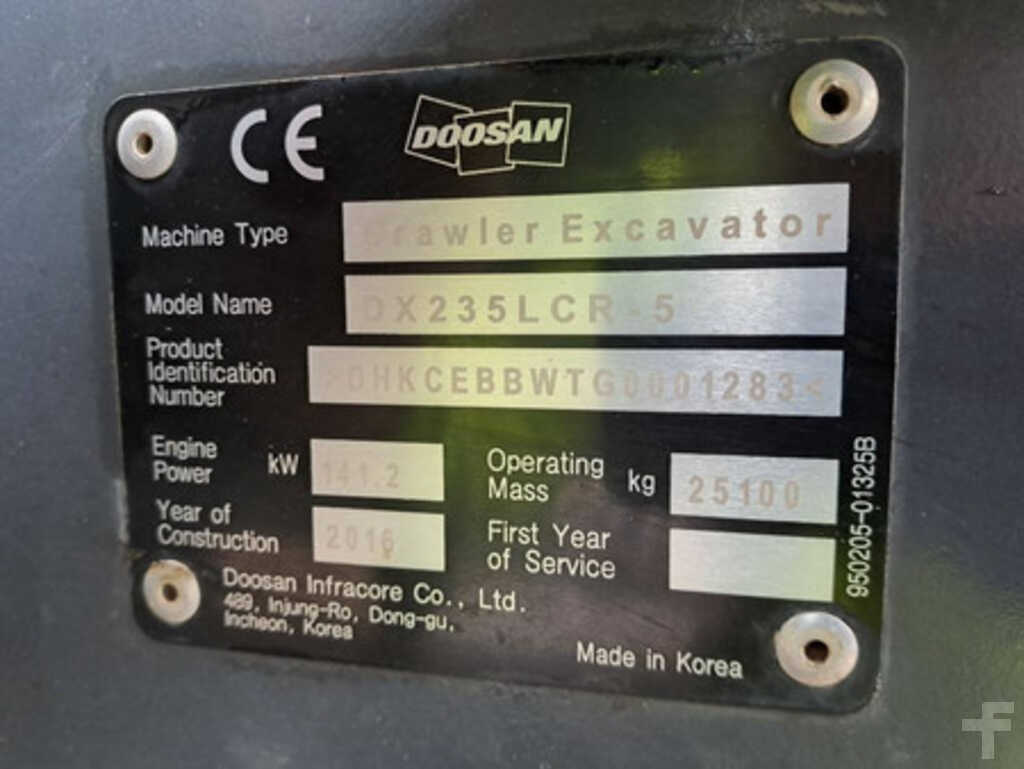 CE DOOSAN
Machine Type Crawler Excavator
Model Name DX235LCR-5
Product
Identification
Number >DHKCEBBWTG0001283<
Engine
Power kW 141.2
Operating
Mass kg 25100
Year of
Construction 2016
First Year
of Service
Doosan Infracore Co., Ltd.
489, Injung-Ro, Dong-gu,
Incheon, Korea
Made in Korea
950205-01325B